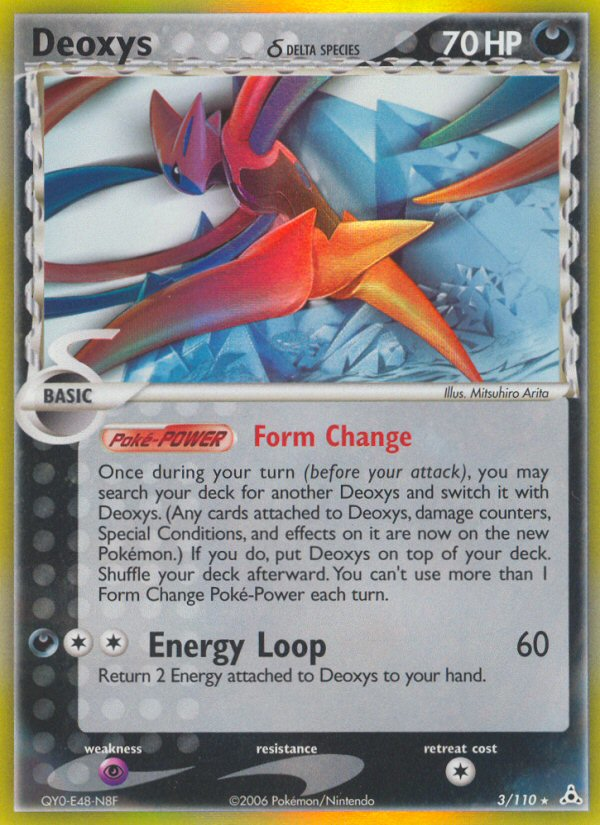 Deoxys δ DELTA SPECIES 70 HP
δ
BASIC
Illus. Mitsuhiro Arita
Poké-POWER Form Change
Once during your turn (before your attack), you may
search your deck for another Deoxys and switch it with
Deoxys. (Any cards attached to Deoxys, damage counters,
Special Conditions, and effects on it are now on the new
Pokémon.) If you do, put Deoxys on top of your deck.
Shuffle your deck afterward. You can't use more than 1
Form Change Poké-Power each turn.
Energy Loop 60
Return 2 Energy attached to Deoxys to your hand.
weakness resistance retreat cost
QY0-E48-N8F ©2006 Pokémon/Nintendo 3/110 ★